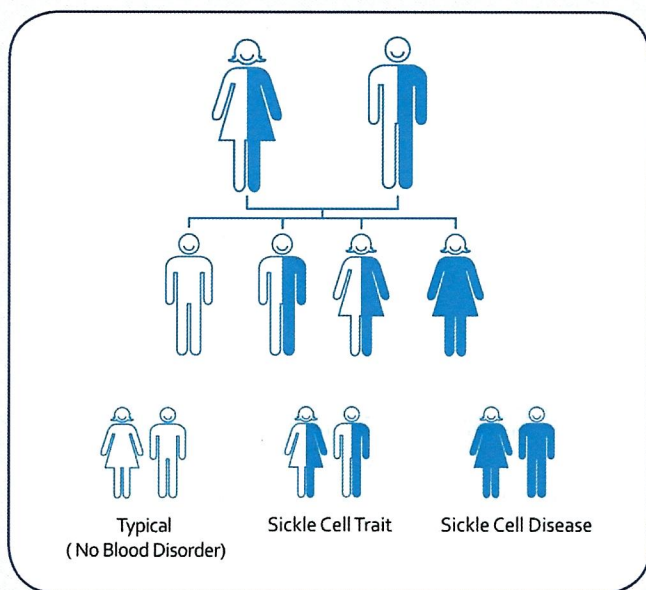 Typical
( No Blood Disorder)
Sickle Cell Trait
Sickle Cell Disease